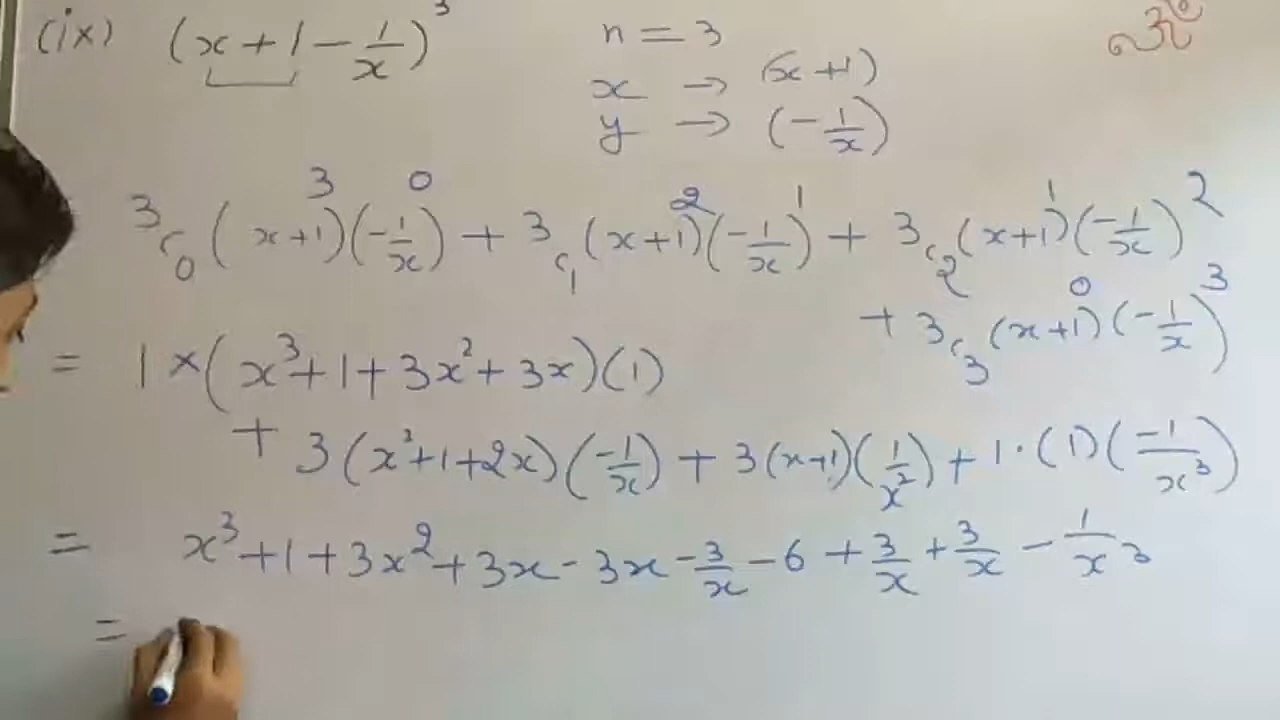 (ix) (x+1-1/x)³ n = 3
x → (x+1)
y → (-1/x)
³C₀ (x+1)³(-1/x)⁰ + 3C₁ (x+1)²(-1/x)¹ + 3C₂ (x+1)¹(-1/x)²
+ 3C₃ (x+1)⁰(-1/x)³
= 1 × (x³+1+3x²+3x)(1)
+ 3(x²+1+2x)(-1/x) + 3(x+1)(1/x²) + 1·(1)(-1/x³)
= x³+1+3x²+3x-3x-3/x-6+3/x+3/x-1/x3
=